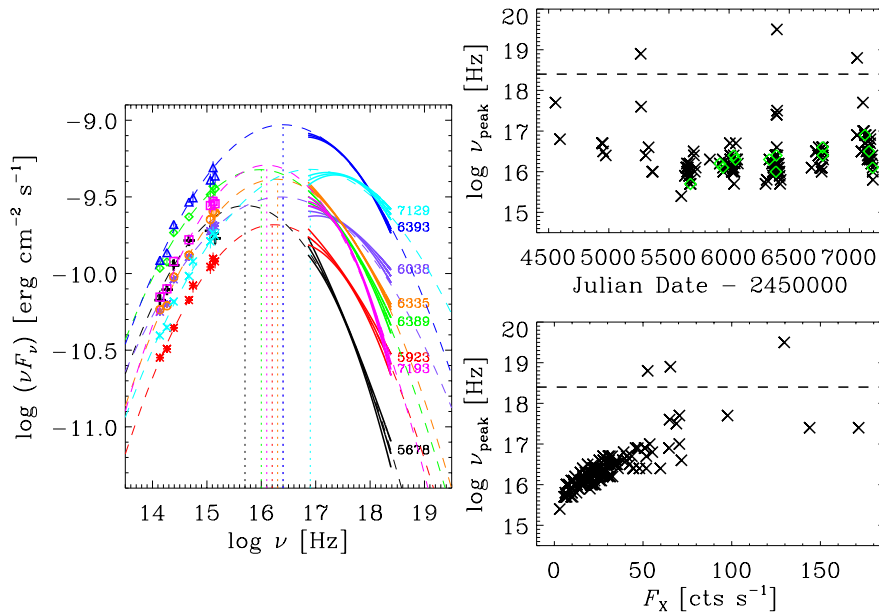 log (νFν) [erg cm⁻² s⁻¹]
-9.0
-9.5
-10.0
-10.5
-11.0
7129
6393
6038
6335
6389
5923
7193
5678
14 15 16 17 18 19
log ν [Hz]
log νpeak [Hz]
20
19
18
17
16
15
4500 5000 5500 6000 6500 7000
Julian Date - 2450000
log νpeak [Hz]
20
19
18
17
16
15
0 50 100 150
FX [cts s⁻¹]